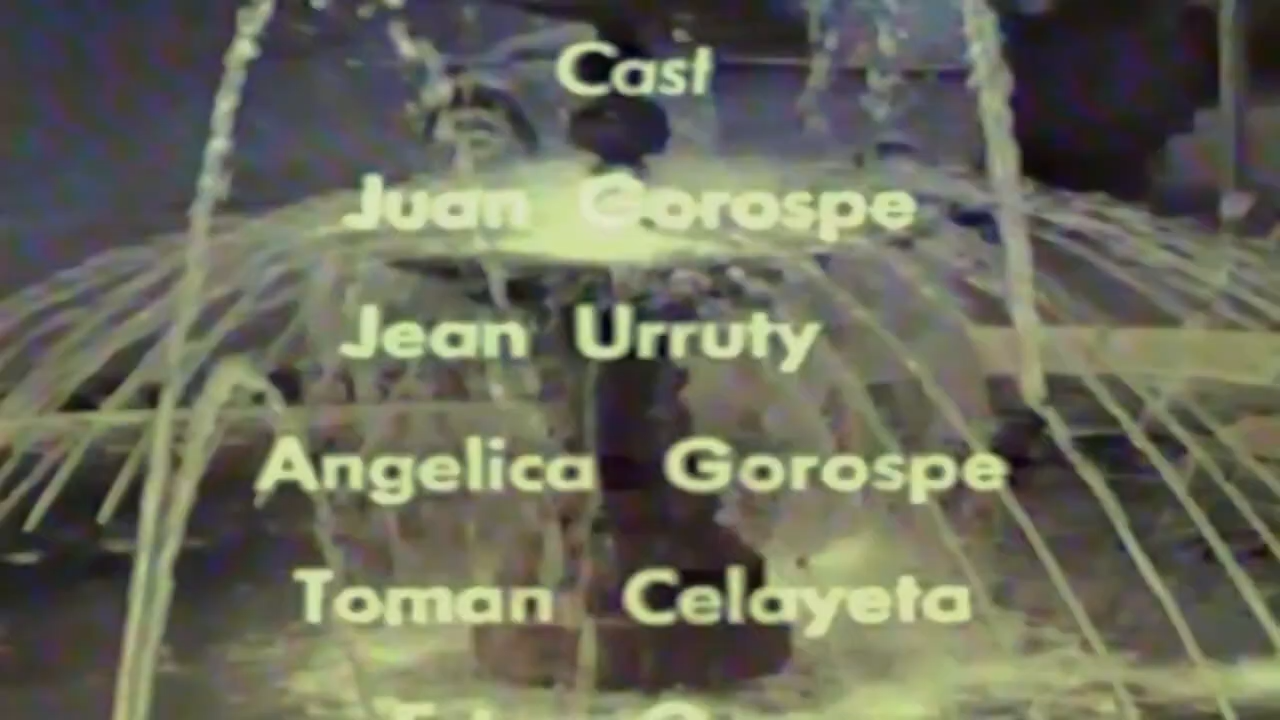 Cast
Juan Gorospe
Jean Urruty
Angelica Gorospe
Toman Celayeta